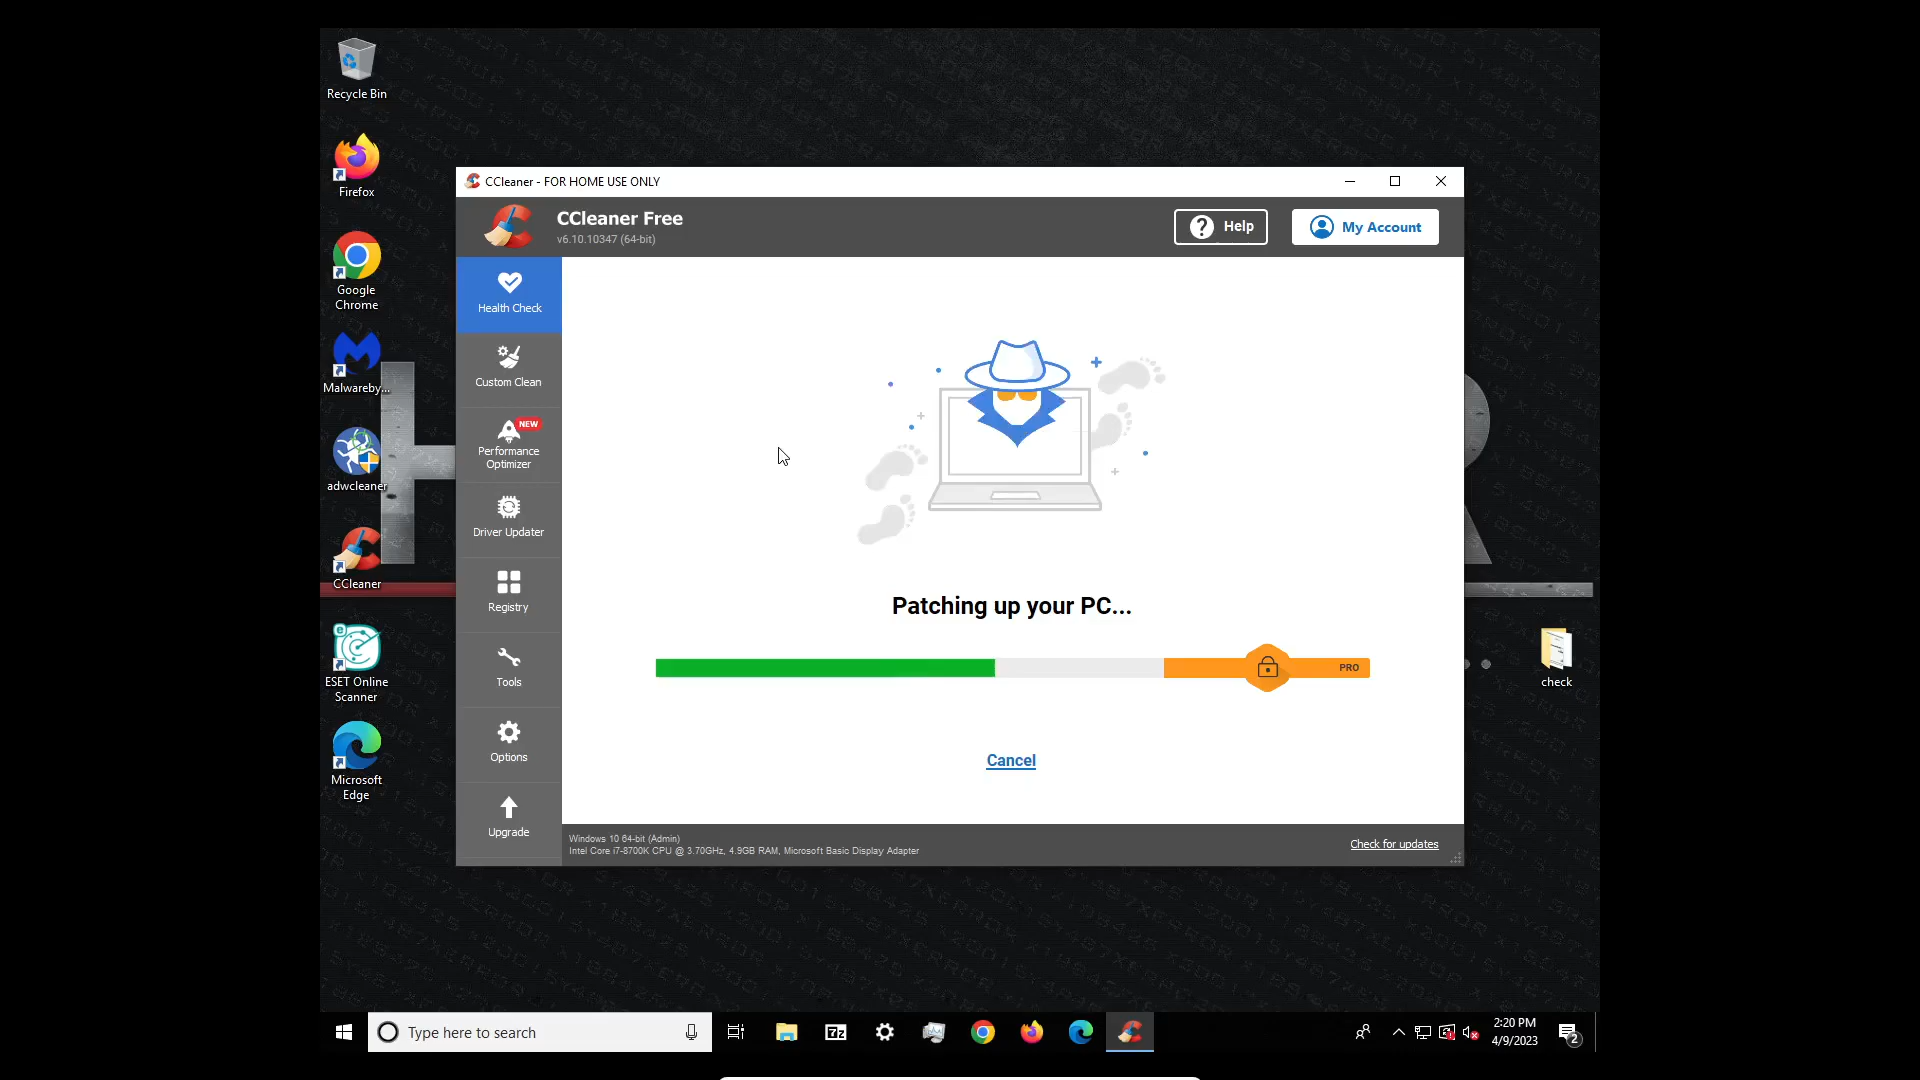 Recycle Bin
Firefox
Google
Chrome
Malwareby...
adwcleaner
CCleaner
ESET Online
Scanner
Microsoft
Edge
CCleaner - FOR HOME USE ONLY
CCleaner Free
v6.10.10347 (64-bit)
Help
My Account
Health Check
Custom Clean
NEW
Performance
Optimizer
Driver Updater
Registry
Tools
Options
Upgrade
Patching up your PC...
PRO
Cancel
Windows 10 64-bit (Admin)
Intel Core i7-8700K CPU @ 3.70GHz, 4.9GB RAM, Microsoft Basic Display Adapter
Check for updates
check
Type here to search
7z
2:20 PM
4/9/2023
2